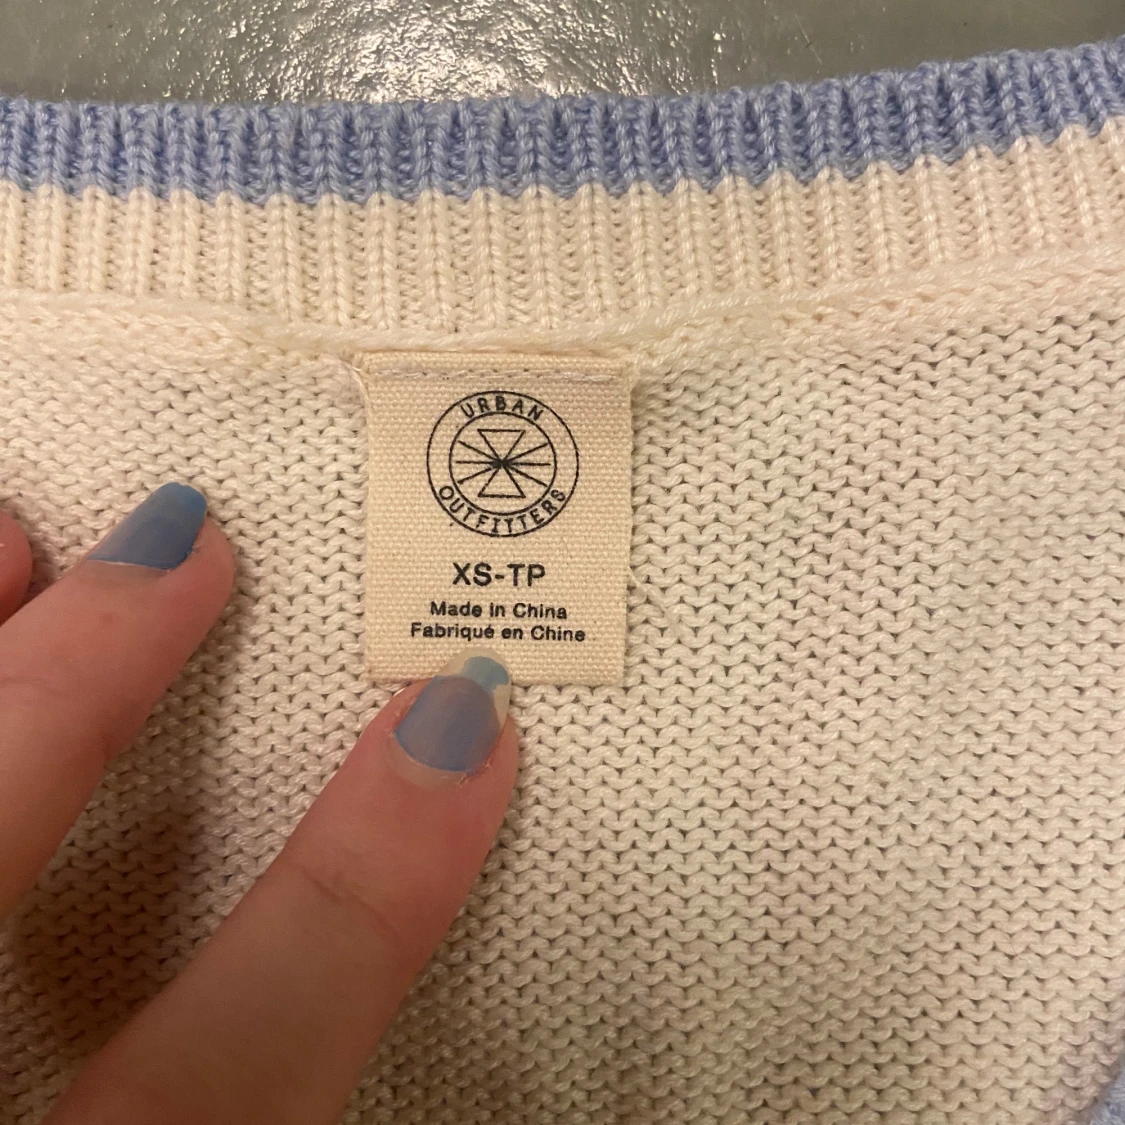 URBAN
OUTFITTERS
XS-TP
Made in China
Fabriqué en Chine